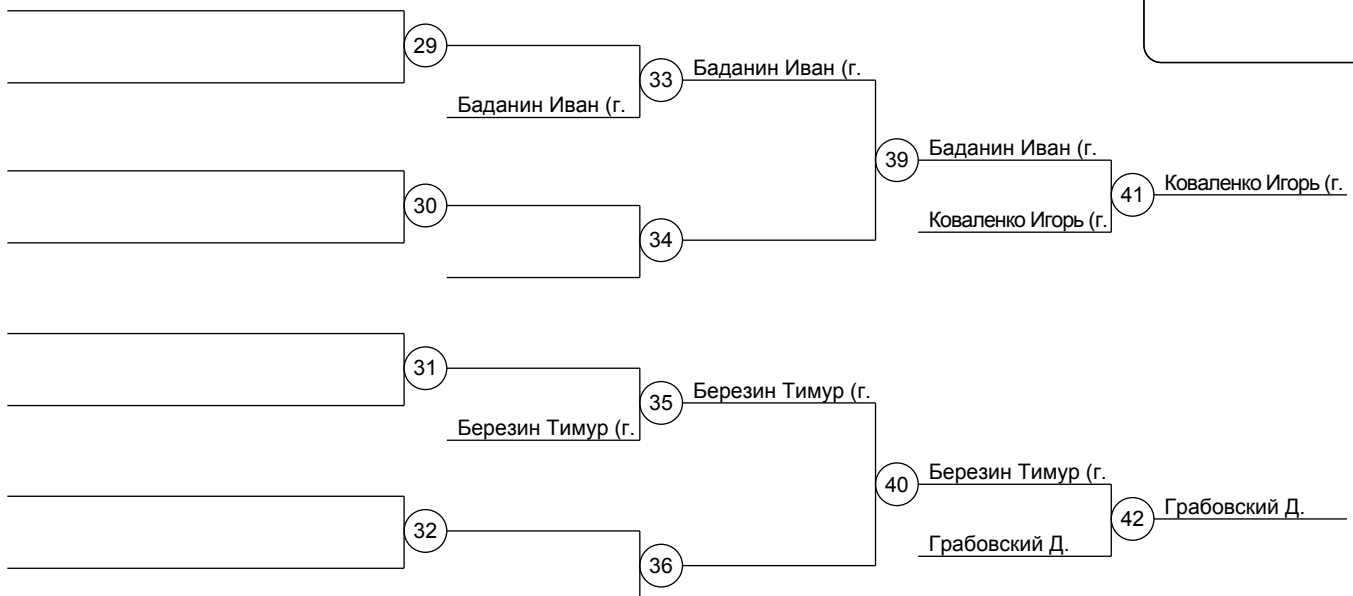 29
33 Баданин Иван (г.
Баданин Иван (г.
39 Баданин Иван (г.
41 Коваленко Игорь (г.
30
Коваленко Игорь (г.
34
31
35 Березин Тимур (г.
Березин Тимур (г.
40 Березин Тимур (г.
42 Грабовский Д.
32
Грабовский Д.
36